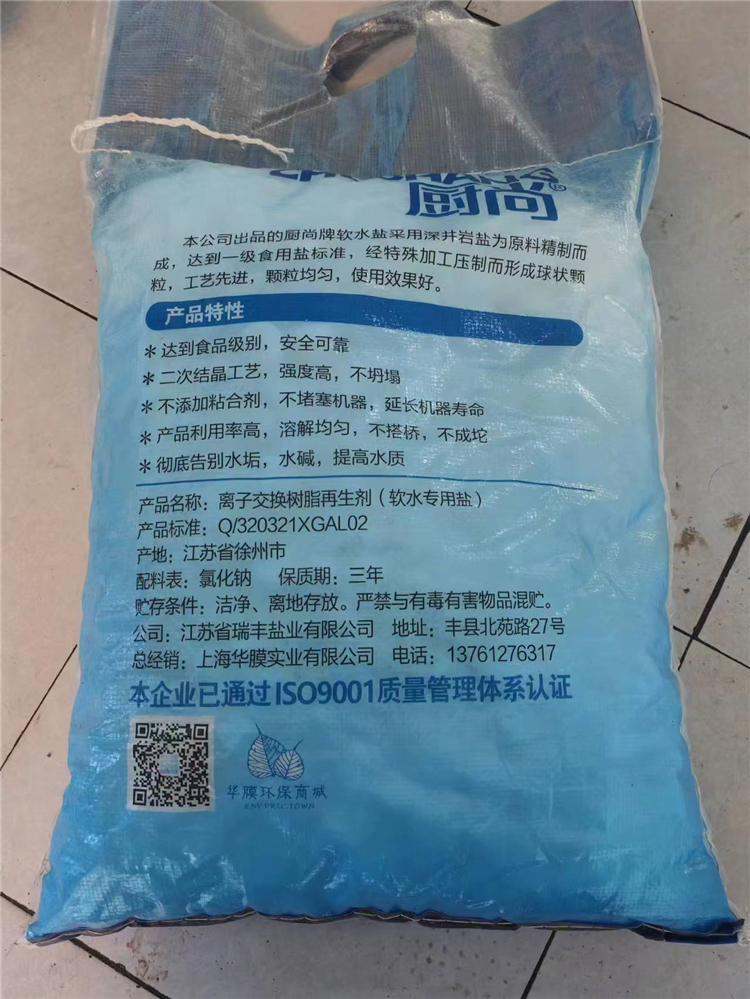 厨尚®
本公司出品的厨尚牌软水盐采用深井岩盐为原料精制而
成，达到一级食用盐标准，经特殊加工压制而形成球状颗
粒，工艺先进，颗粒均匀，使用效果好。
产品特性
*达到食品级别，安全可靠
*二次结晶工艺，强度高，不坍塌
*不添加粘合剂，不堵塞机器，延长机器寿命
*产品利用率高，溶解均匀，不搭桥，不成坨
*彻底告别水垢，水碱，提高水质
产品名称：离子交换树脂再生剂（软水专用盐）
产品标准：Q/320321XGAL02
产地：江苏省徐州市
配料表：氯化钠 保质期：三年
贮存条件：洁净、离地存放。严禁与有毒有害物品混贮。
公司：江苏省瑞丰盐业有限公司 地址：丰县北苑路27号
总经销：上海华膜实业有限公司 电话：13761276317
本企业已通过ISO9001质量管理体系认证
华膜环保商城